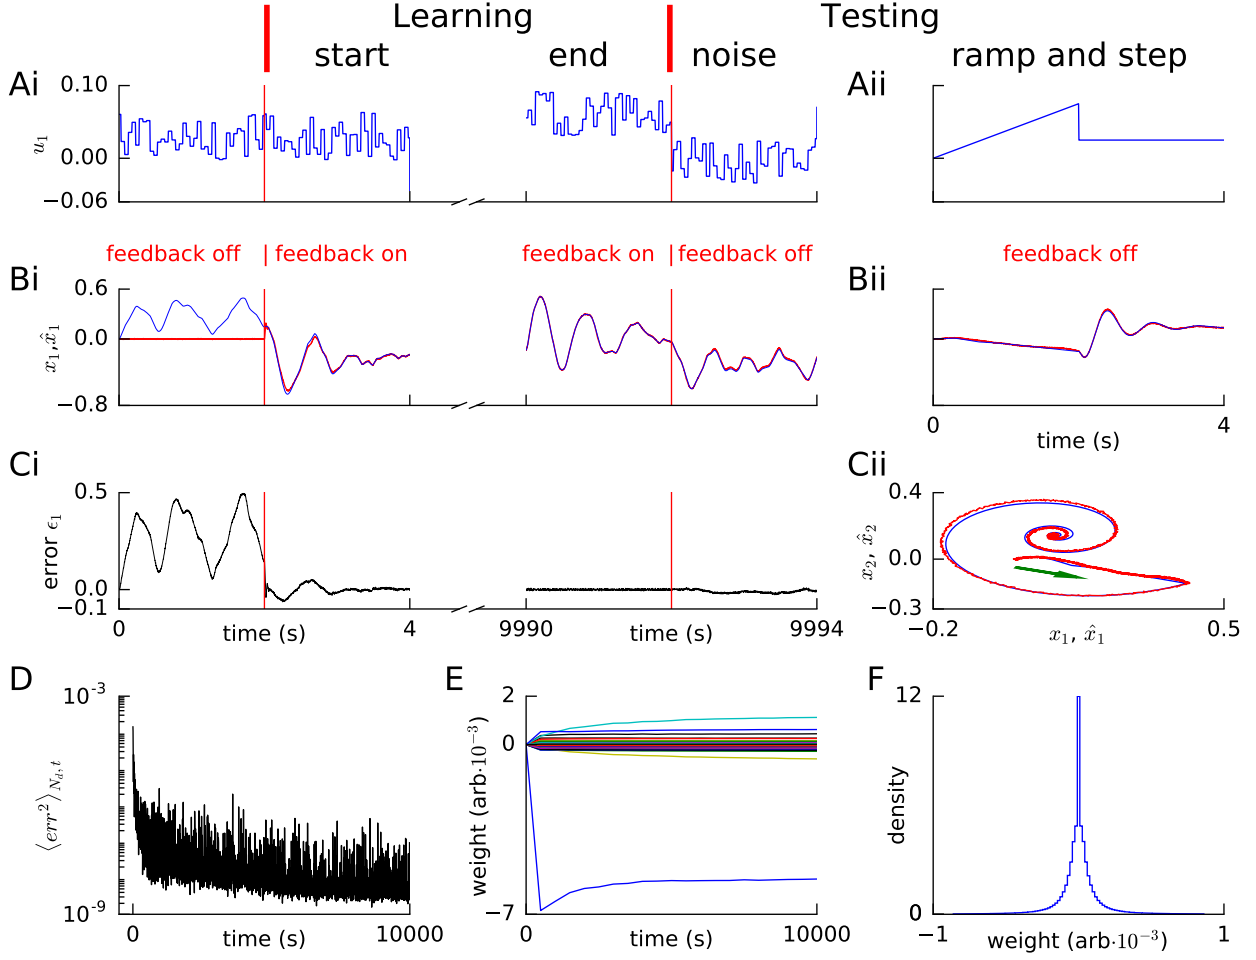 Learning Testing
start end noise ramp and step
Ai Aii
0.10
0.00
−0.06
u₁
feedback off | feedback on feedback on | feedback off feedback off
Bi Bii
0.6
0.0
−0.8
x₁,x̂₁
0 4
time (s)
Ci Cii
0.5
0.0
−0.1
error ϵ₁
0 time (s) 4 9990 time (s) 9994
0.4
0.0
−0.3
x₂, x̂₂
−0.2 0.5
x₁, x̂₁
D E F
10⁻³
10⁻⁹
⟨err²⟩N_d,t
0 time (s) 10000
2
0
−7
weight (arb·10⁻³)
0 time (s) 10000
12
0
density
−1 weight (arb·10⁻³) 1